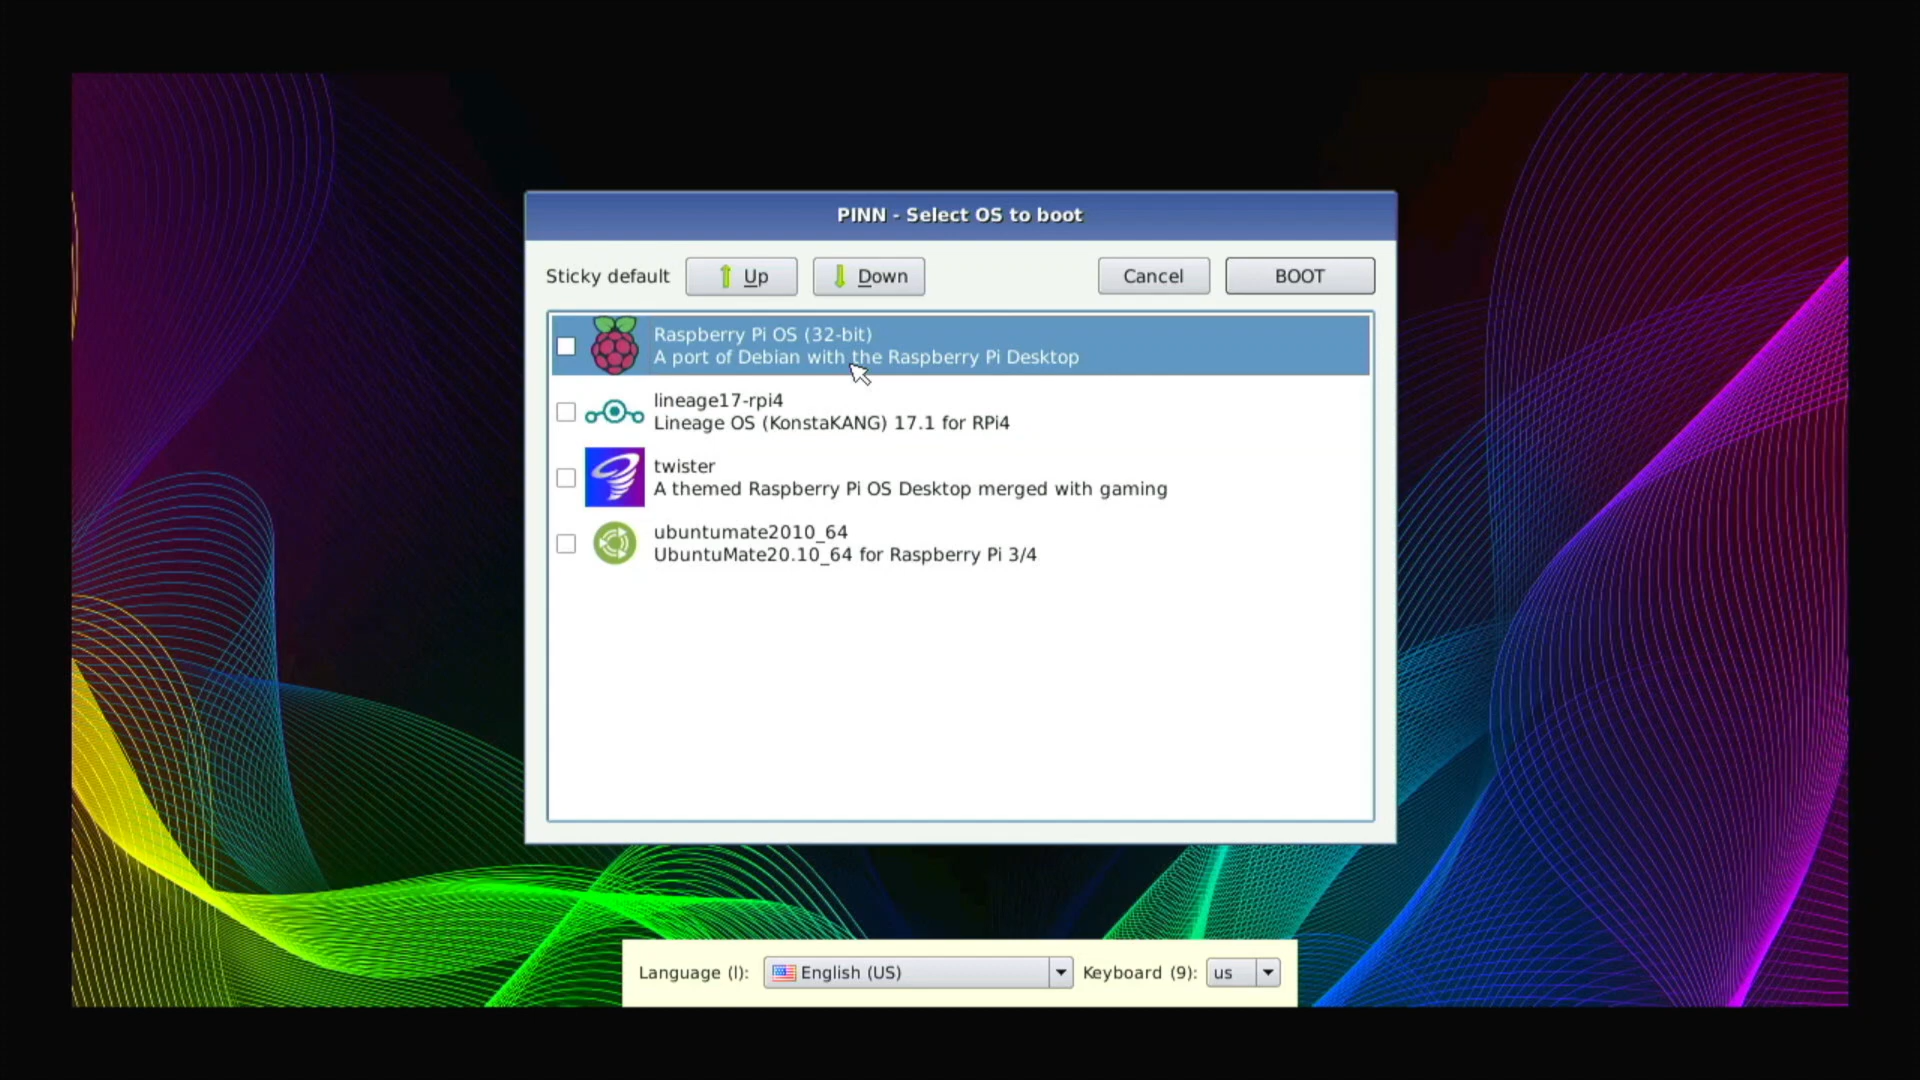 PINN - Select OS to boot
Sticky default Up Down Cancel BOOT
Raspberry Pi OS (32-bit)
A port of Debian with the Raspberry Pi Desktop
lineage17-rpi4
Lineage OS (KonstaKANG) 17.1 for RPi4
twister
A themed Raspberry Pi OS Desktop merged with gaming
ubuntumate2010_64
UbuntuMate20.10_64 for Raspberry Pi 3/4
Language (l): English (US) Keyboard (9): us